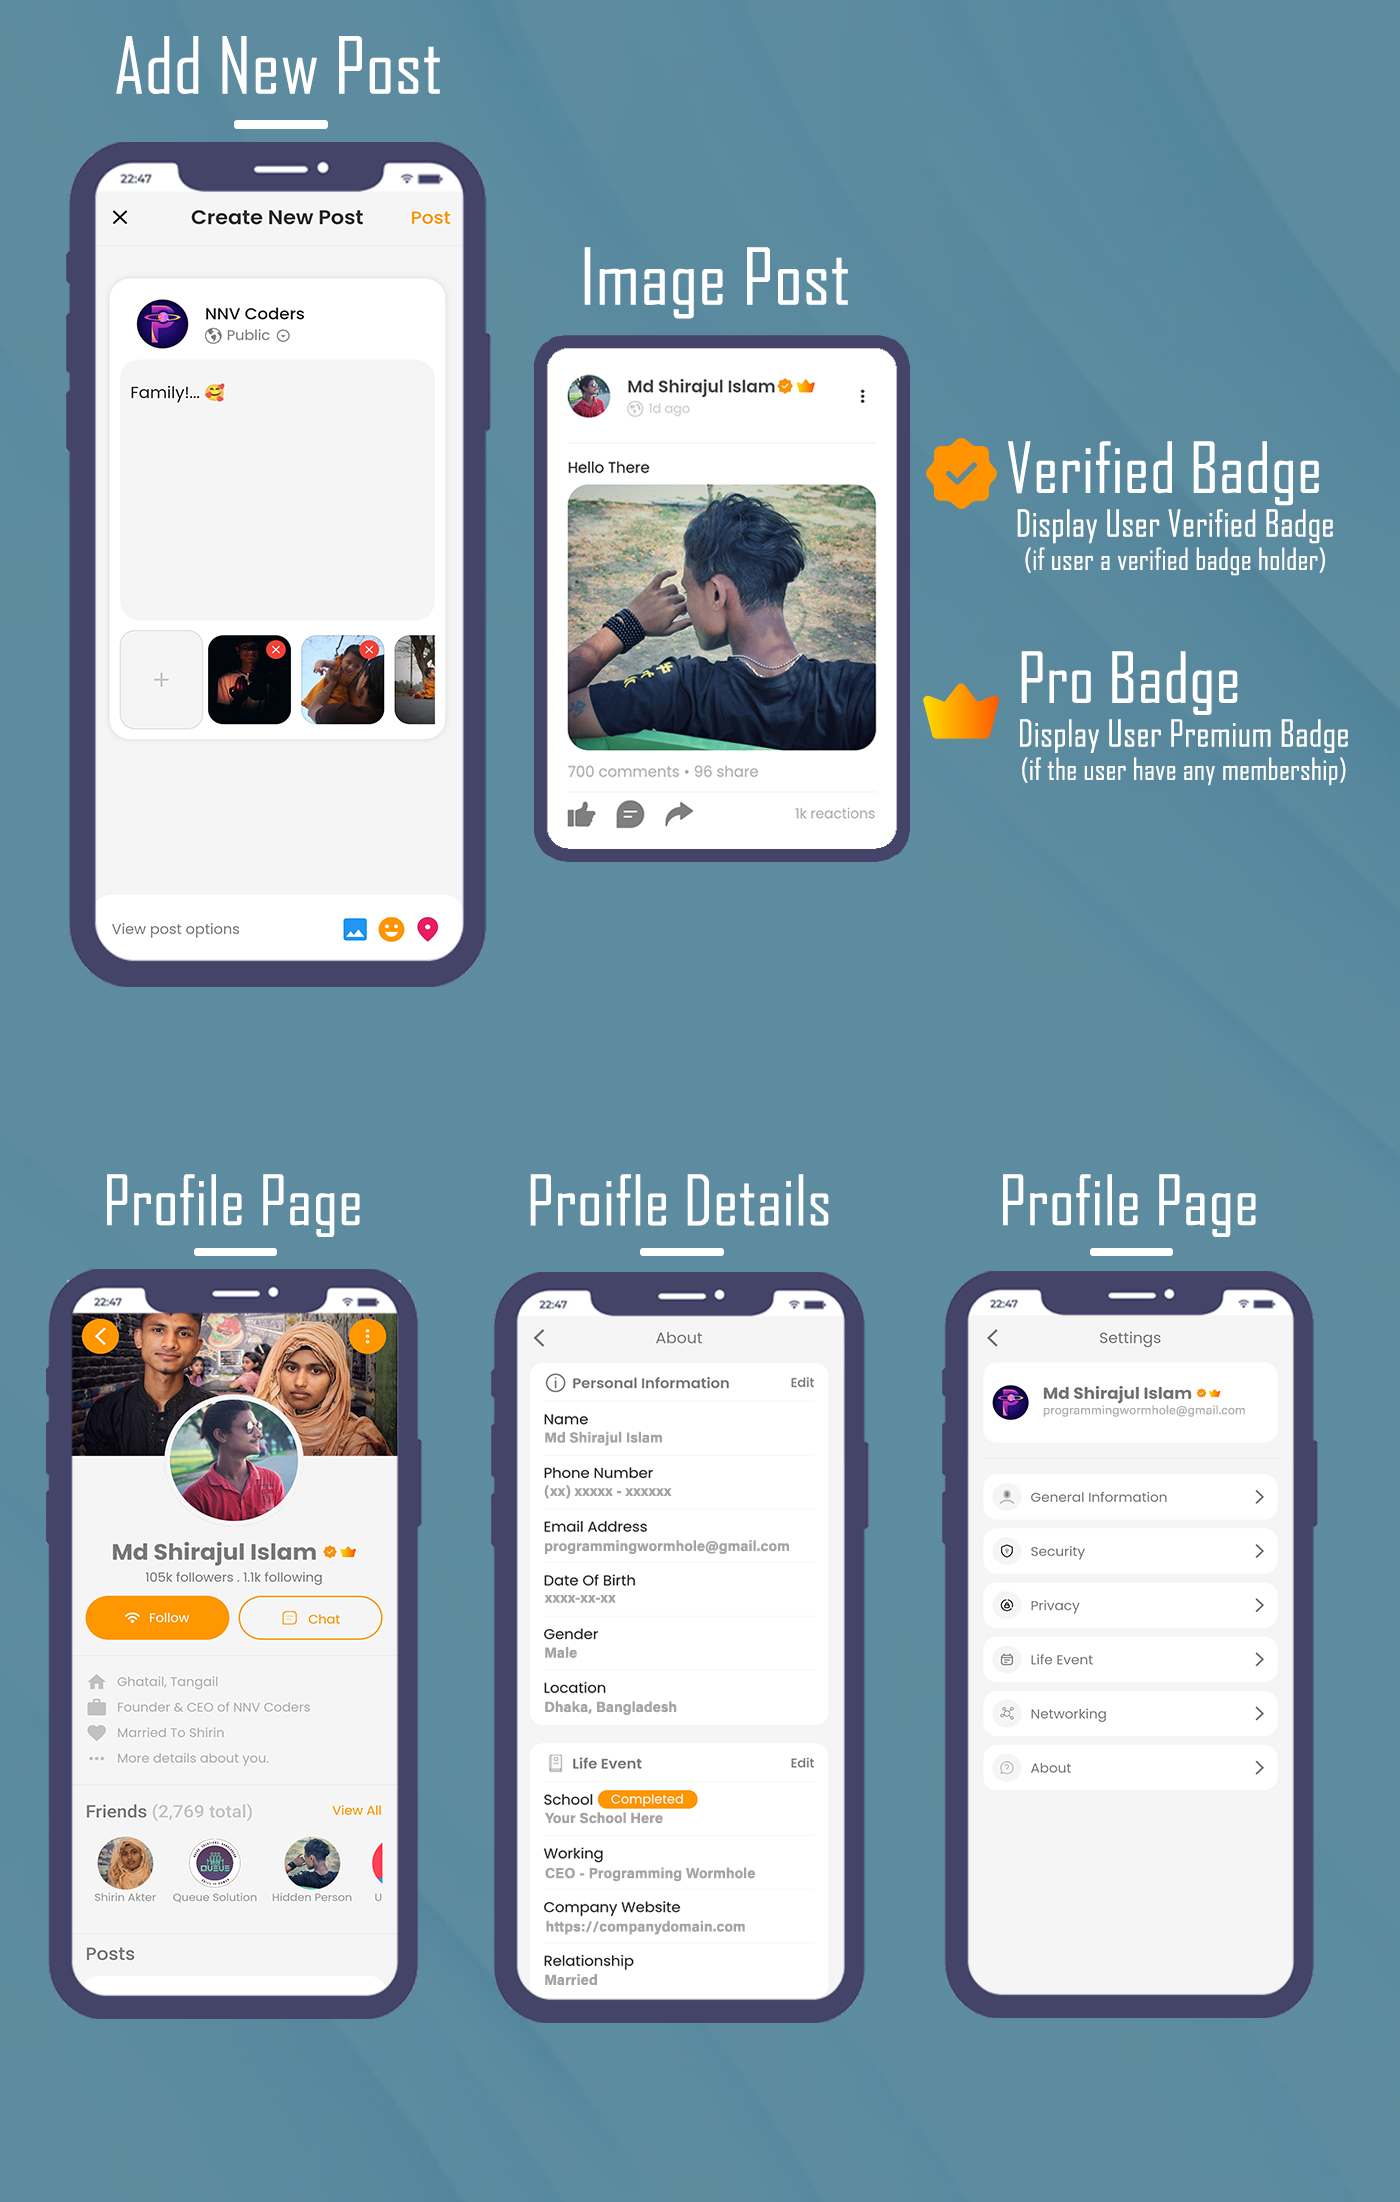 Add New Post
22:47
Create New Post
Post
NNV Coders
Public
Family!... 🥰
View post options
Image Post
Md Shirajul Islam
1d ago
Hello There
700 comments • 96 share
1k reactions
Verified Badge
Display User Verified Badge
(if user a verified badge holder)
Pro Badge
Display User Premium Badge
(if the user have any membership)
Profile Page
22:47
Md Shirajul Islam
105k followers . 1.1k following
Follow
Chat
Ghatail, Tangail
Founder & CEO of NNV Coders
Married To Shirin
More details about you.
Friends (2,769 total)
View All
QUEUE
Shirin Akter
Queue Solution
Hidden Person
U
Posts
Proifle Details
22:47
About
Personal Information
Edit
Name
Md Shirajul Islam
Phone Number
(xx) xxxxx - xxxxxx
Email Address
programmingwormhole@gmail.com
Date Of Birth
xxxx-xx-xx
Gender
Male
Location
Dhaka, Bangladesh
Life Event
Edit
School Completed
Your School Here
Working
CEO - Programming Wormhole
Company Website
https://companydomain.com
Relationship
Married
Profile Page
22:47
Settings
Md Shirajul Islam
programmingwormhole@gmail.com
General Information
Security
Privacy
Life Event
Networking
About